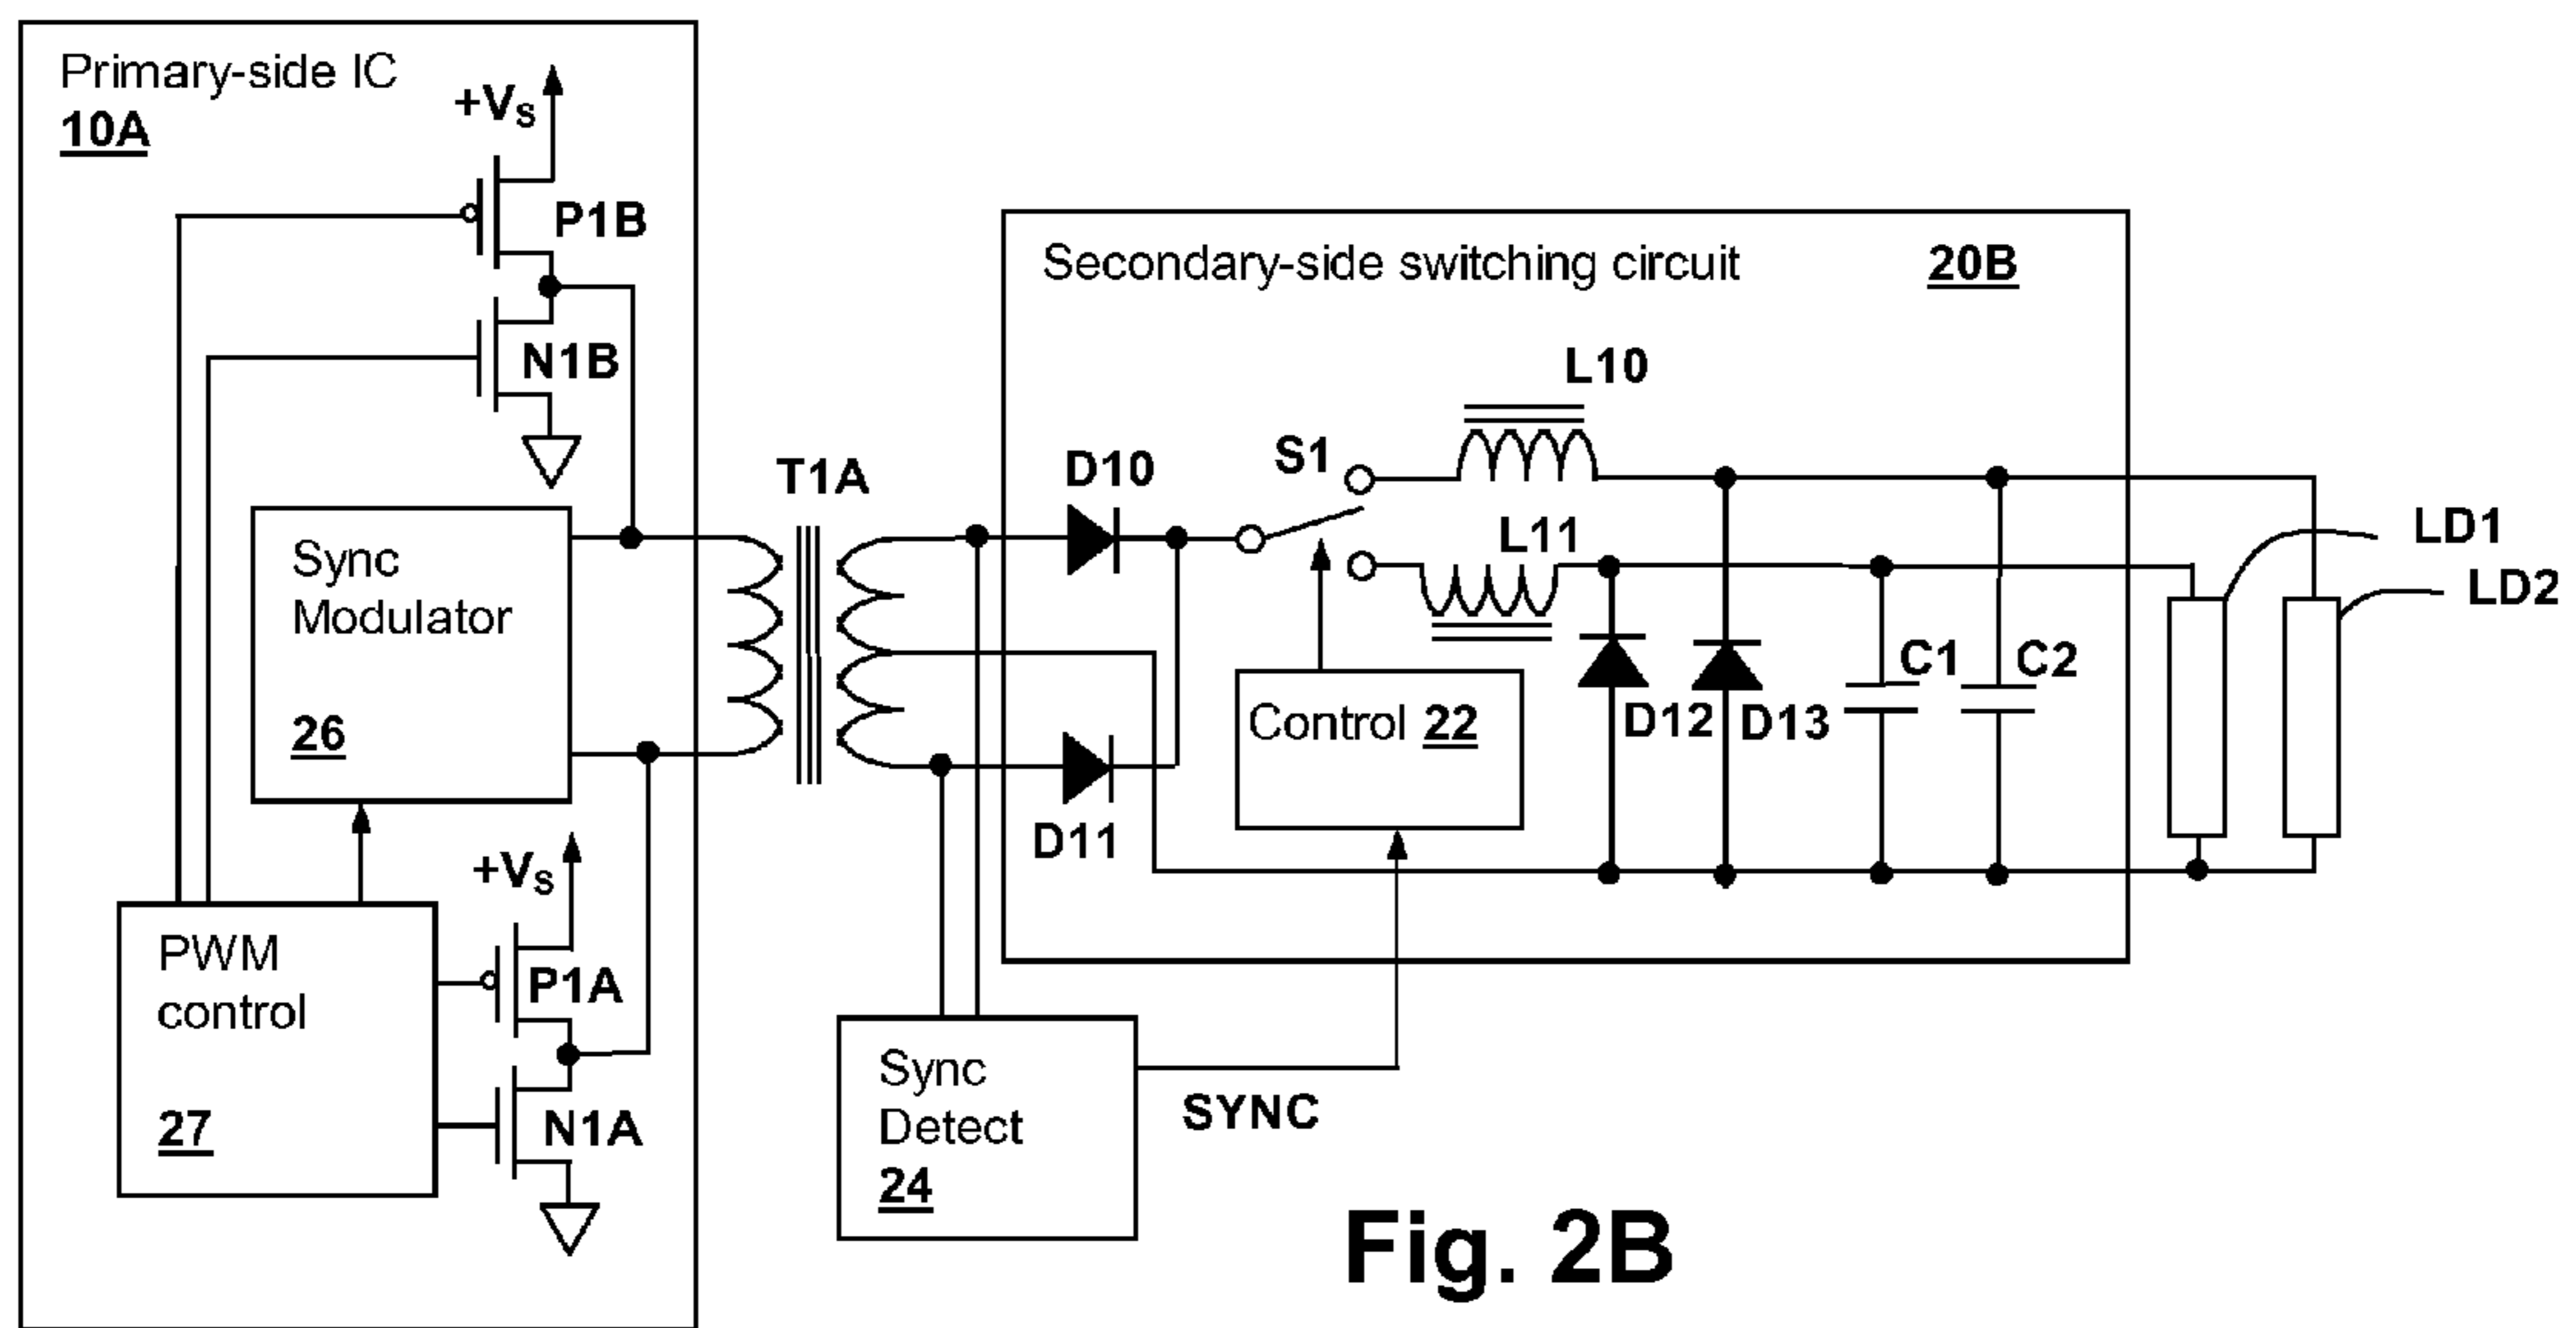 Primary-side IC
10A
+VS
P1B
N1B
Sync
Modulator
26
+VS
PWM
control
27
P1A
N1A
T1A
Secondary-side switching circuit 20B
D10
S1
L10
L11
D11
Control 22
D12
D13
C1
C2
LD1
LD2
Sync
Detect
24
SYNC
Fig. 2B